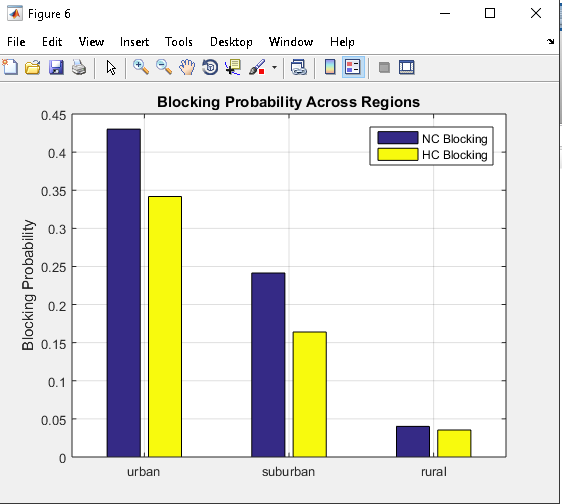 Figure 6
File Edit View Insert Tools Desktop Window Help
Blocking Probability Across Regions
NC Blocking
HC Blocking
Blocking Probability
0.45
0.4
0.35
0.3
0.25
0.2
0.15
0.1
0.05
0
urban suburban rural